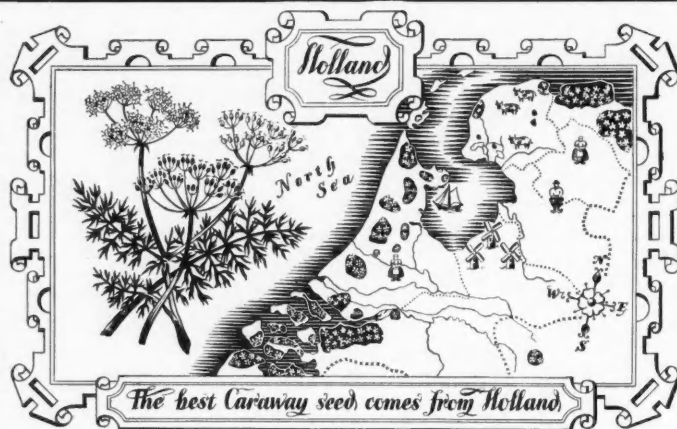 Holland
North
Sea
N
W
E
S
The best Caraway seed comes from Holland